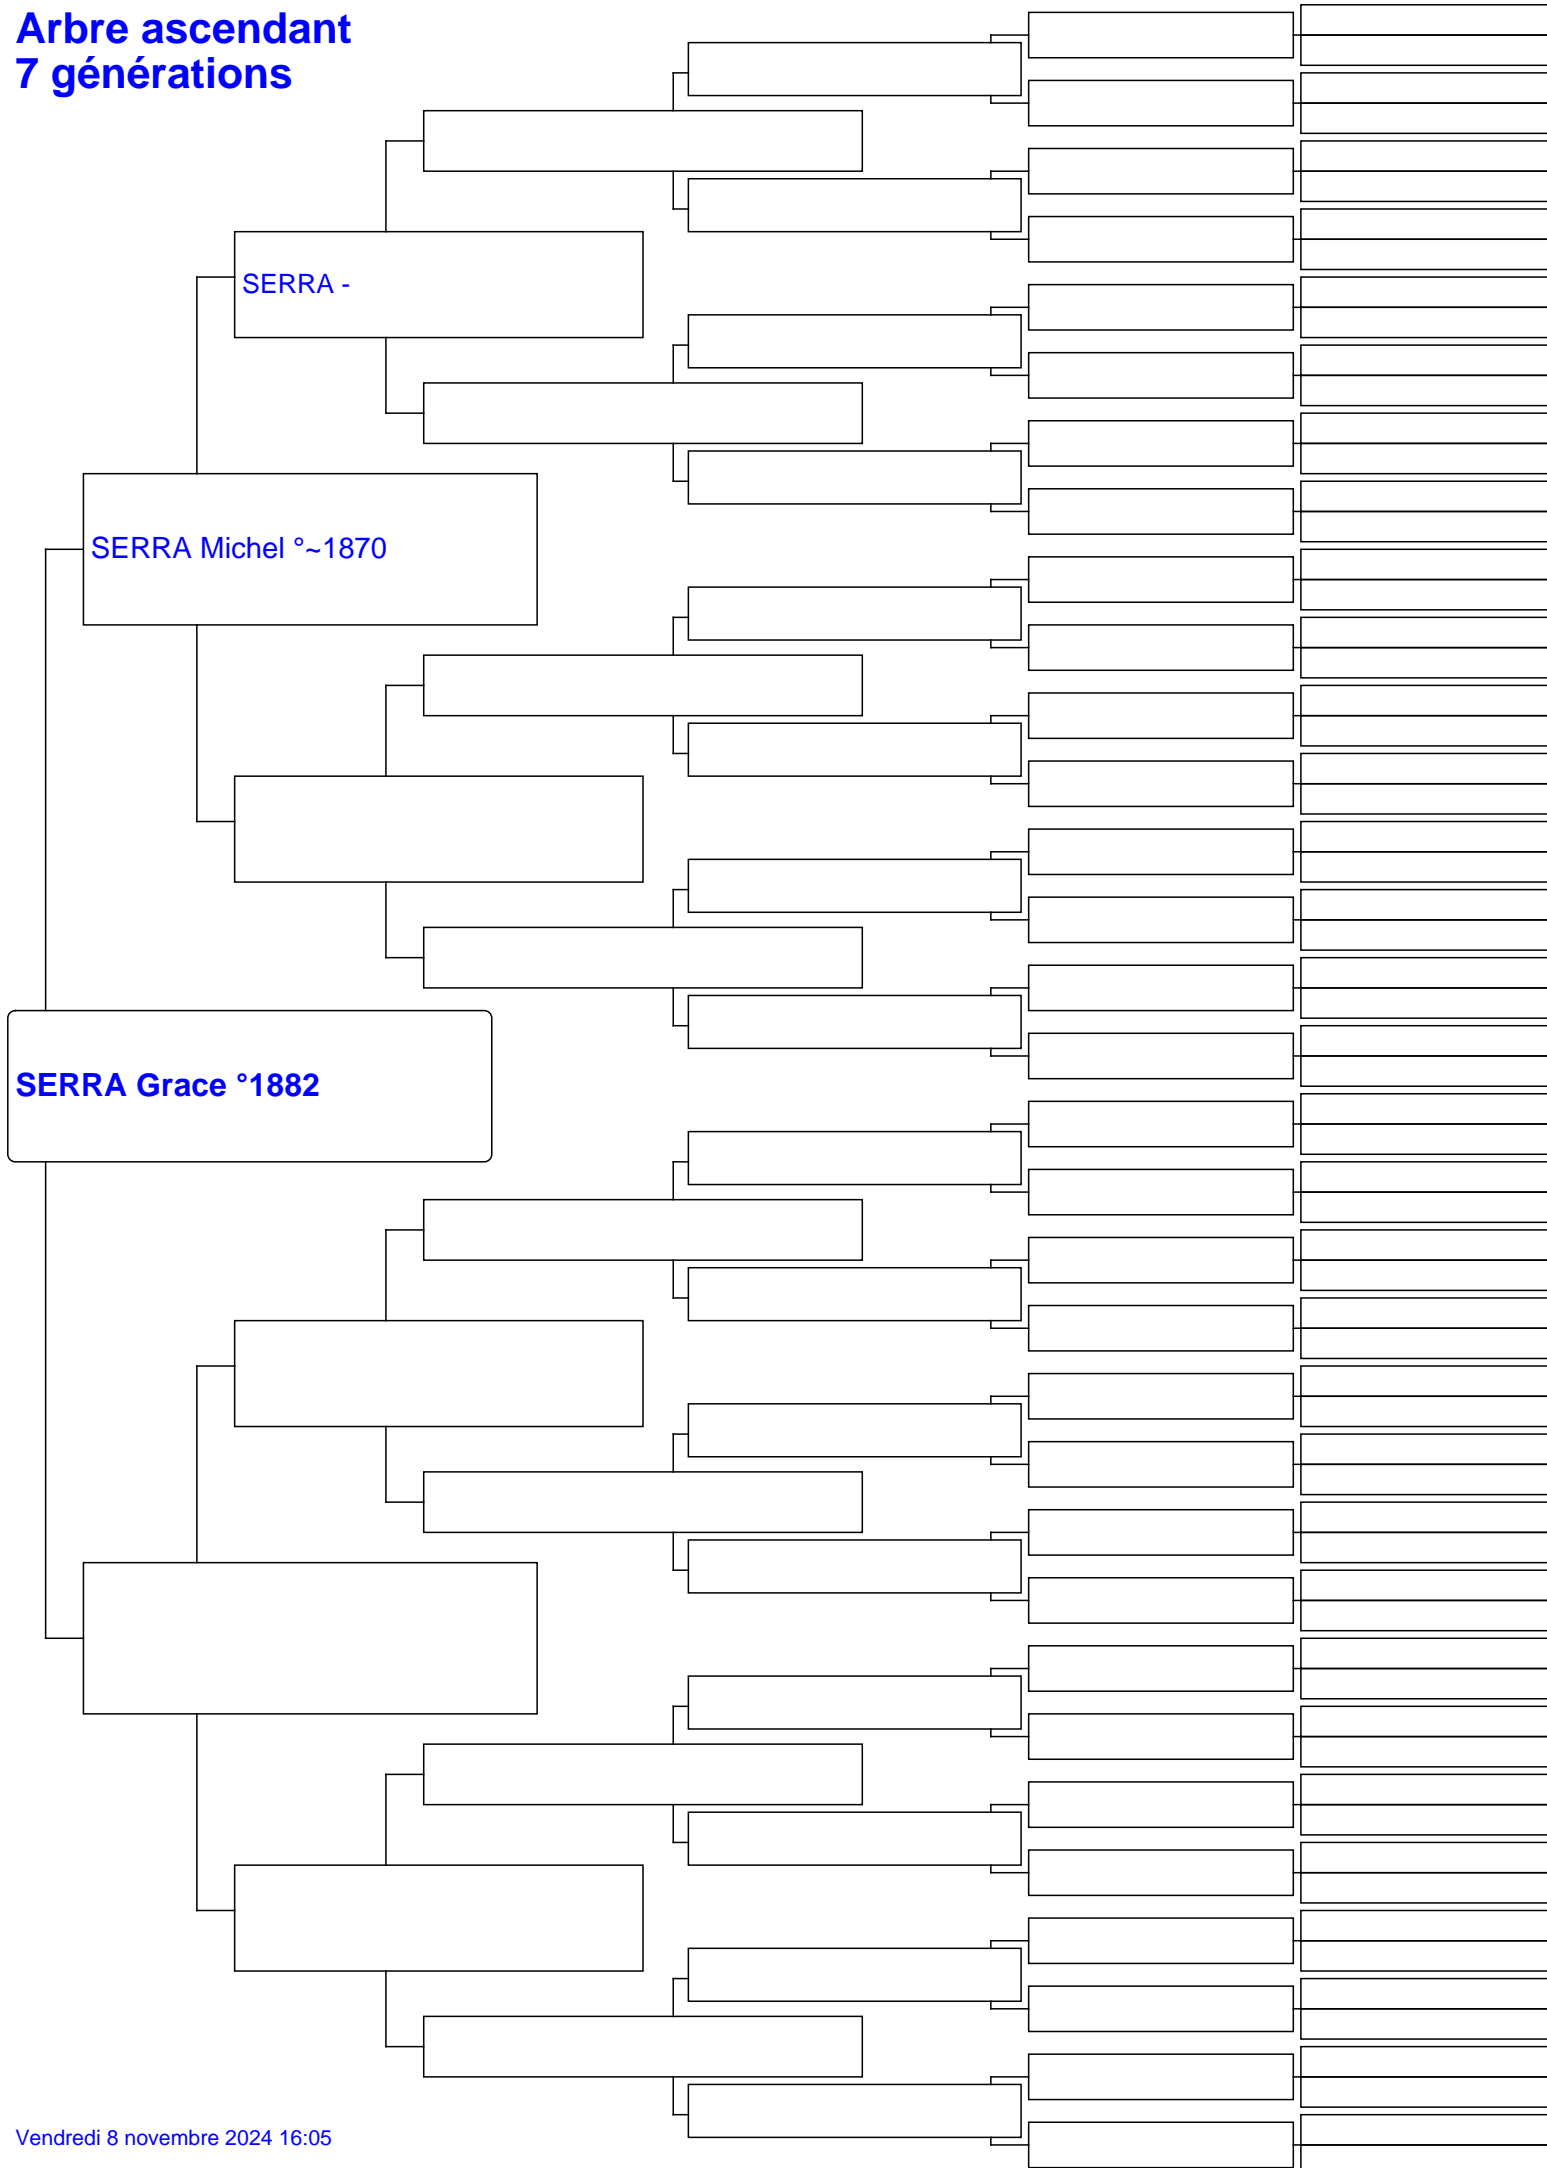 Arbre ascendant
7 générations
SERRA -
SERRA Michel °~1870
SERRA Grace °1882
Vendredi 8 novembre 2024 16:05